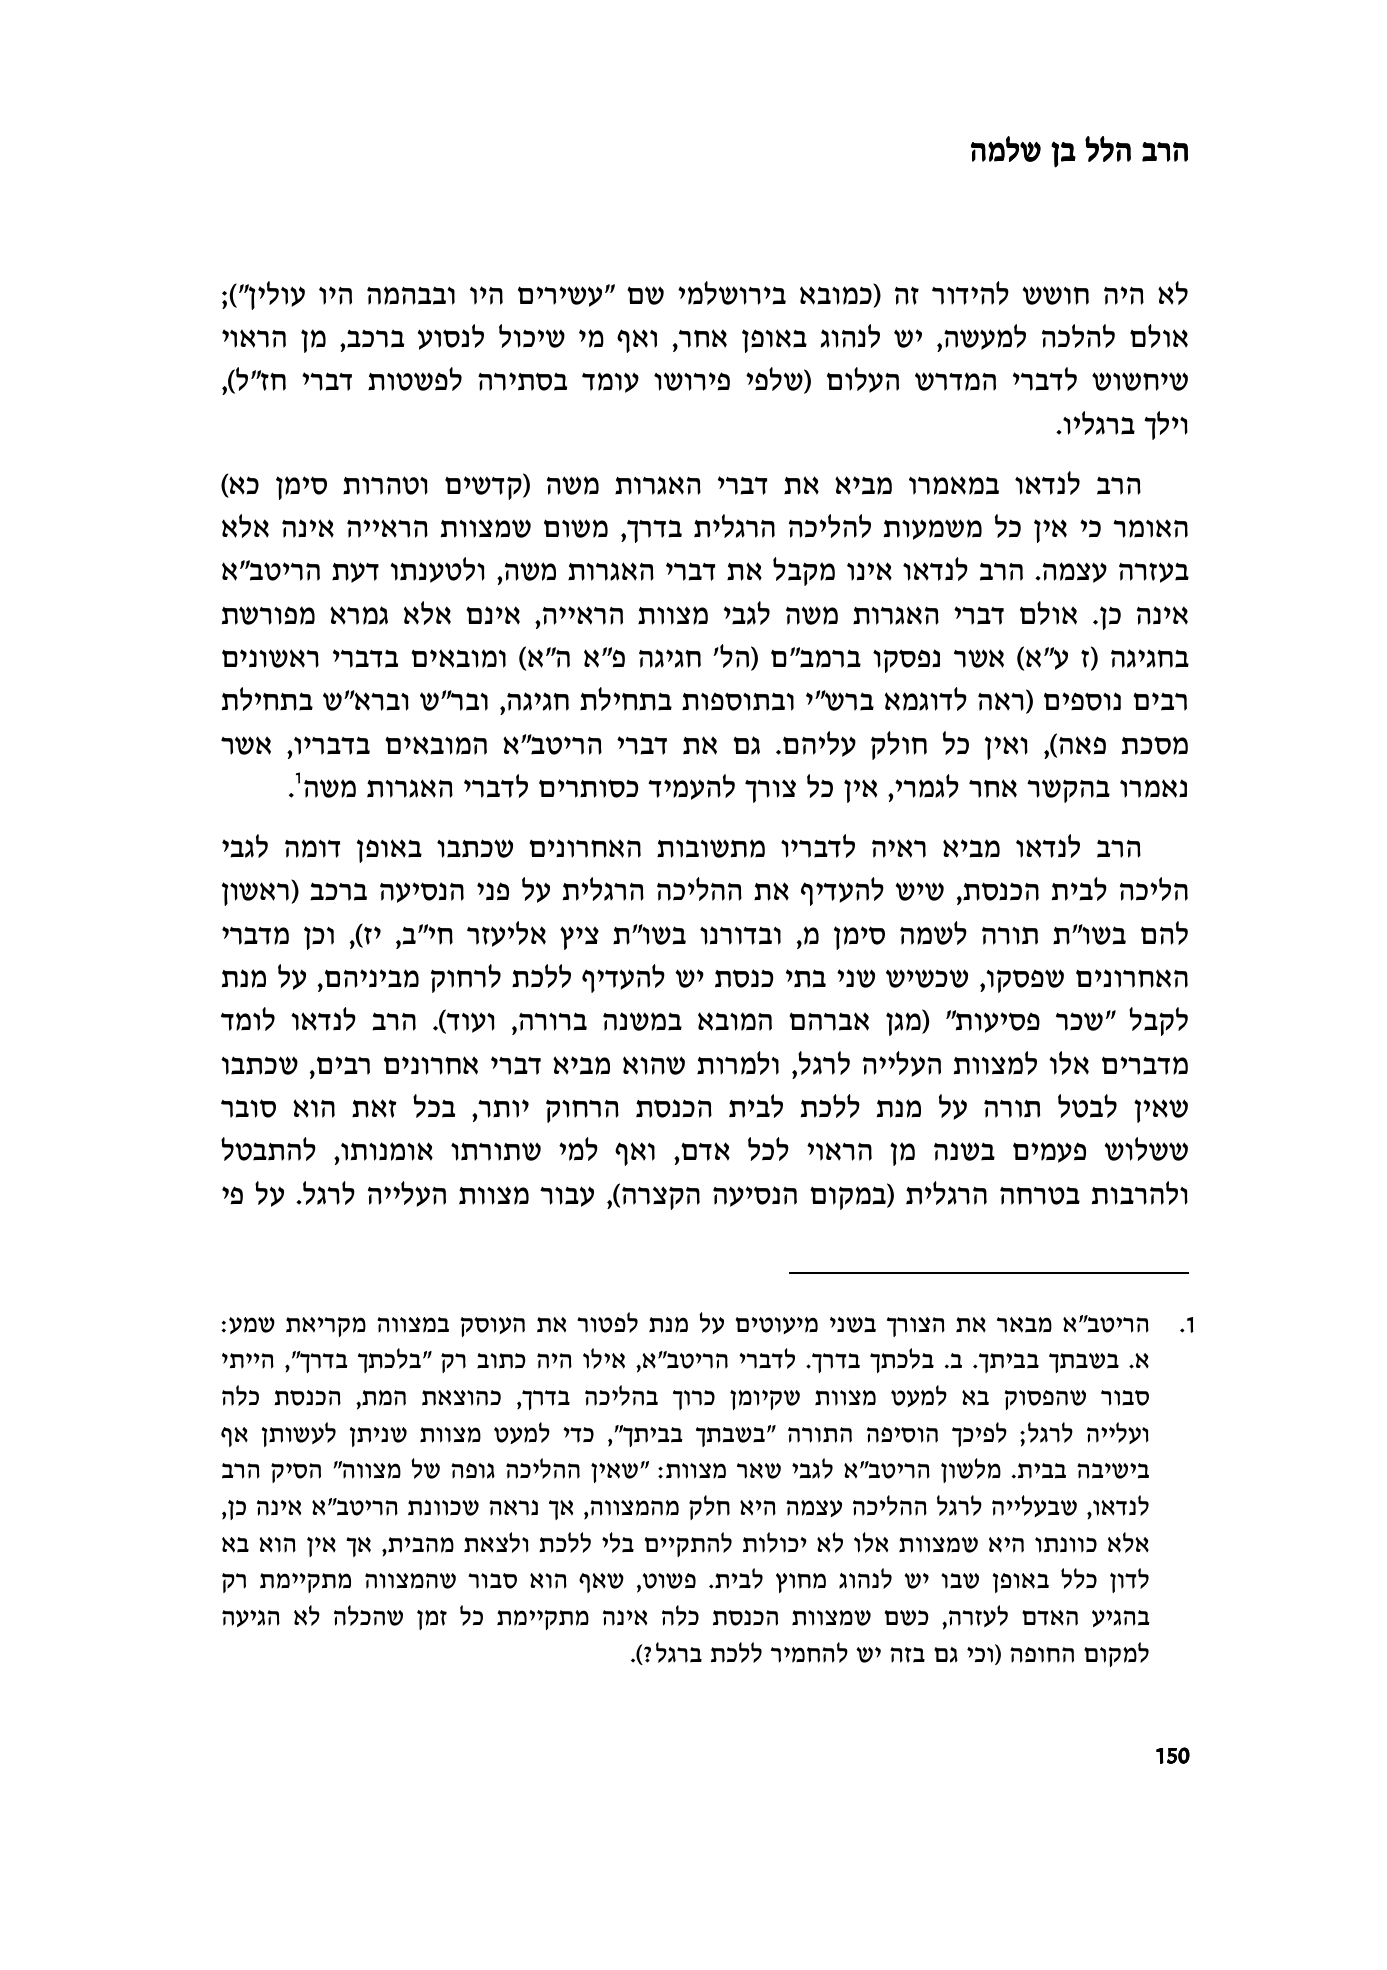 הרב הלל בן שלמה
לא היה חושש להידור זה (כמובא בירושלמי שם "עשירים היו ובבהמה היו עולין");
אולם להלכה למעשה, יש לנהוג באופן אחר, ואף מי שיכול לנסוע ברכב, מן הראוי
שיחשוש לדברי המדרש העלום (שלפי פירושו עומד בסתירה לפשטות דברי חז"ל),
וילך ברגליו.
הרב לנדאו במאמרו מביא את דברי האגרות משה (קדשים וטהרות סימן כא)
האומר כי אין כל משמעות להליכה הרגלית בדרך, משום שמצוות הראייה אינה אלא
בעזרה עצמה. הרב לנדאו אינו מקבל את דברי האגרות משה, ולטענתו דעת הריטב"א
אינה כן. אולם דברי האגרות משה לגבי מצוות הראייה, אינם אלא גמרא מפורשת
בחגיגה (ז ע"א) אשר נפסקו ברמב"ם (הל' חגיגה פ"א ה"א) ומובאים בדברי ראשונים
רבים נוספים (ראה לדוגמא ברש"י ובתוספות בתחילת חגיגה, ובר"ש וברא"ש בתחילת
מסכת פאה), ואין כל חולק עליהם. גם את דברי הריטב"א המובאים בדבריו, אשר
נאמרו בהקשר אחר לגמרי, אין כל צורך להעמיד כסותרים לדברי האגרות משה1.
הרב לנדאו מביא ראיה לדבריו מתשובות האחרונים שכתבו באופן דומה לגבי
הליכה לבית הכנסת, שיש להעדיף את ההליכה הרגלית על פני הנסיעה ברכב (ראשון
להם בשו"ת תורה לשמה סימן מ, ובדורנו בשו"ת ציץ אליעזר חי"ב, יז), וכן מדברי
האחרונים שפסקו, שכשיש שני בתי כנסת יש להעדיף ללכת לרחוק מביניהם, על מנת
לקבל "שכר פסיעות" (מגן אברהם המובא במשנה ברורה, ועוד). הרב לנדאו לומד
מדברים אלו למצוות העלייה לרגל, ולמרות שהוא מביא דברי אחרונים רבים, שכתבו
שאין לבטל תורה על מנת ללכת לבית הכנסת הרחוק יותר, בכל זאת הוא סובר
ששלוש פעמים בשנה מן הראוי לכל אדם, ואף למי שתורתו אומנותו, להתבטל
ולהרבות בטרחה הרגלית (במקום הנסיעה הקצרה), עבור מצוות העלייה לרגל. על פי
1. הריטב"א מבאר את הצורך בשני מיעוטים על מנת לפטור את העוסק במצווה מקריאת שמע:
א. בשבתך בביתך. ב. בלכתך בדרך. לדברי הריטב"א, אילו היה כתוב רק "בלכתך בדרך", הייתי
סבור שהפסוק בא למעט מצוות שקיומן כרוך בהליכה בדרך, כהוצאת המת, הכנסת כלה
ועלייה לרגל; לפיכך הוסיפה התורה "בשבתך בביתך", כדי למעט מצוות שניתן לעשותן אף
בישיבה בבית. מלשון הריטב"א לגבי שאר מצוות: "שאין ההליכה גופה של מצווה" הסיק הרב
לנדאו, שבעלייה לרגל ההליכה עצמה היא חלק מהמצווה, אך נראה שכוונת הריטב"א אינה כן,
אלא כוונתו היא שמצוות אלו לא יכולות להתקיים בלי ללכת ולצאת מהבית, אך אין הוא בא
לדון כלל באופן שבו יש לנהוג מחוץ לבית. פשוט, שאף הוא סבור שהמצווה מתקיימת רק
בהגיע האדם לעזרה, כשם שמצוות הכנסת כלה אינה מתקיימת כל זמן שהכלה לא הגיעה
למקום החופה (וכי גם בזה יש להחמיר ללכת ברגל?).
150